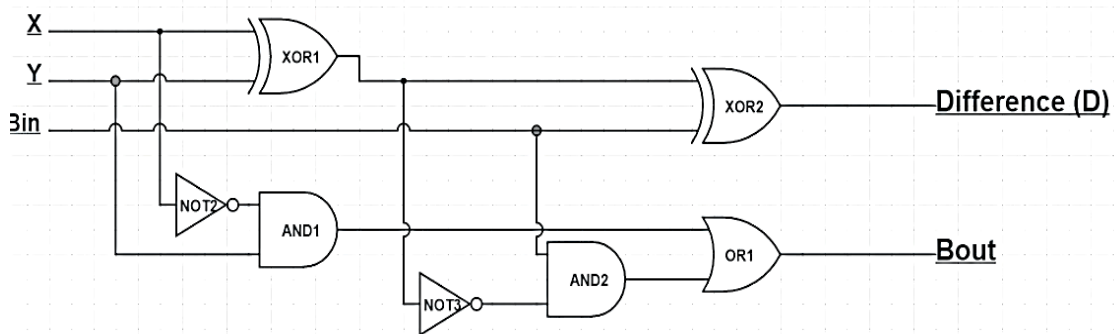 X
XOR1
Y
XOR2
Difference (D)
Bin
NOT2
AND1
OR1
Bout
AND2
NOT3